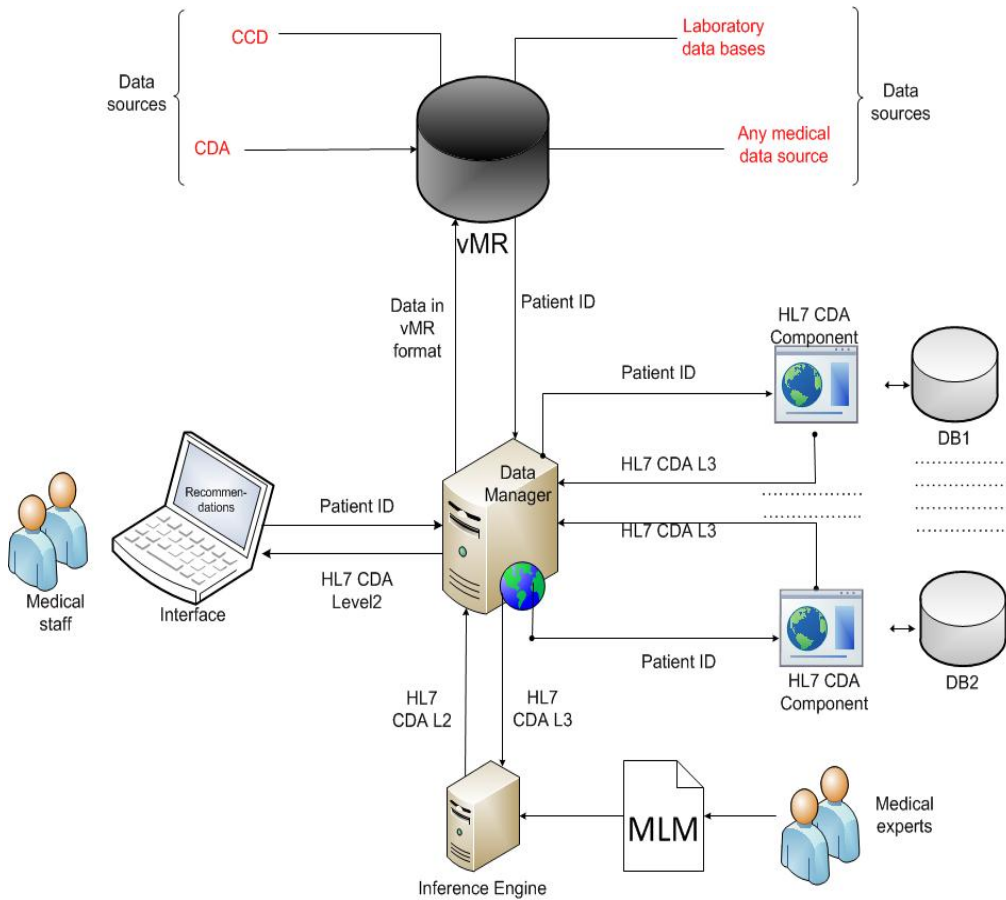 CCD
Laboratory
data bases
Data
sources
Data
sources
CDA
Any medical
data source
vMR
Data in
vMR
format
Patient ID
HL7 CDA
Component
Patient ID
DB1
HL7 CDA L3
Data
Manager
Recommen-
dations
Patient ID
HL7 CDA L3
HL7 CDA
Level2
Medical
staff
Interface
Patient ID
HL7 CDA
Component
DB2
HL7
CDA L2
HL7
CDA L3
MLM
Medical
experts
Inference Engine